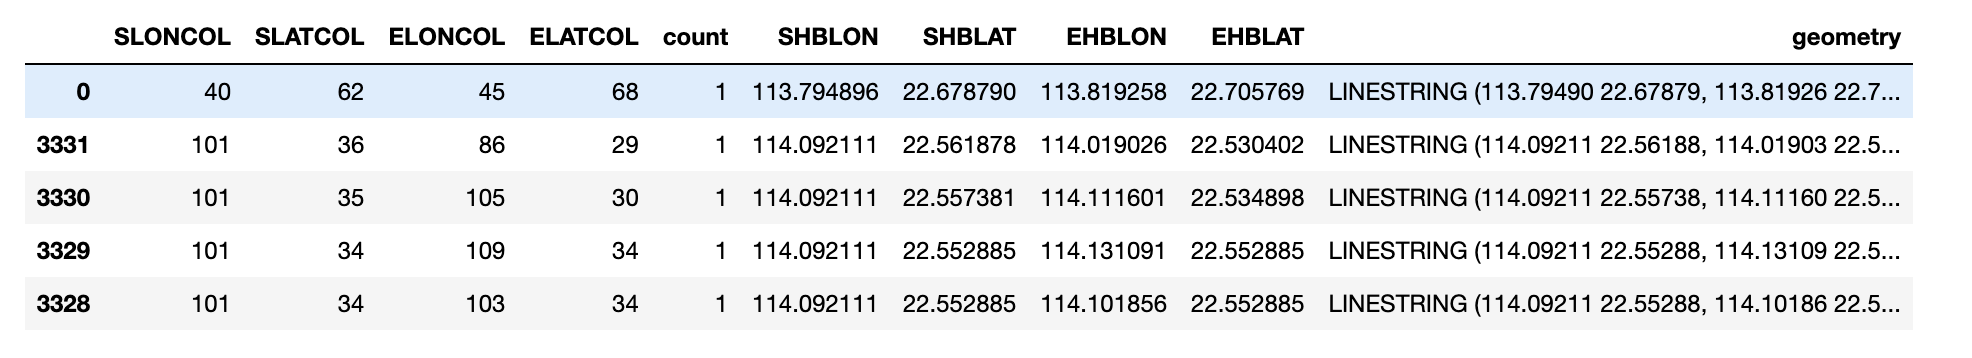 SLONCOL SLATCOL ELONCOL ELATCOL count SHBLON SHBLAT EHBLON EHBLAT geometry
0 40 62 45 68 1 113.794896 22.678790 113.819258 22.705769 LINESTRING (113.79490 22.67879, 113.81926 22.7...
3331 101 36 86 29 1 114.092111 22.561878 114.019026 22.530402 LINESTRING (114.09211 22.56188, 114.01903 22.5...
3330 101 35 105 30 1 114.092111 22.557381 114.111601 22.534898 LINESTRING (114.09211 22.55738, 114.11160 22.5...
3329 101 34 109 34 1 114.092111 22.552885 114.131091 22.552885 LINESTRING (114.09211 22.55288, 114.13109 22.5...
3328 101 34 103 34 1 114.092111 22.552885 114.101856 22.552885 LINESTRING (114.09211 22.55288, 114.10186 22.5...